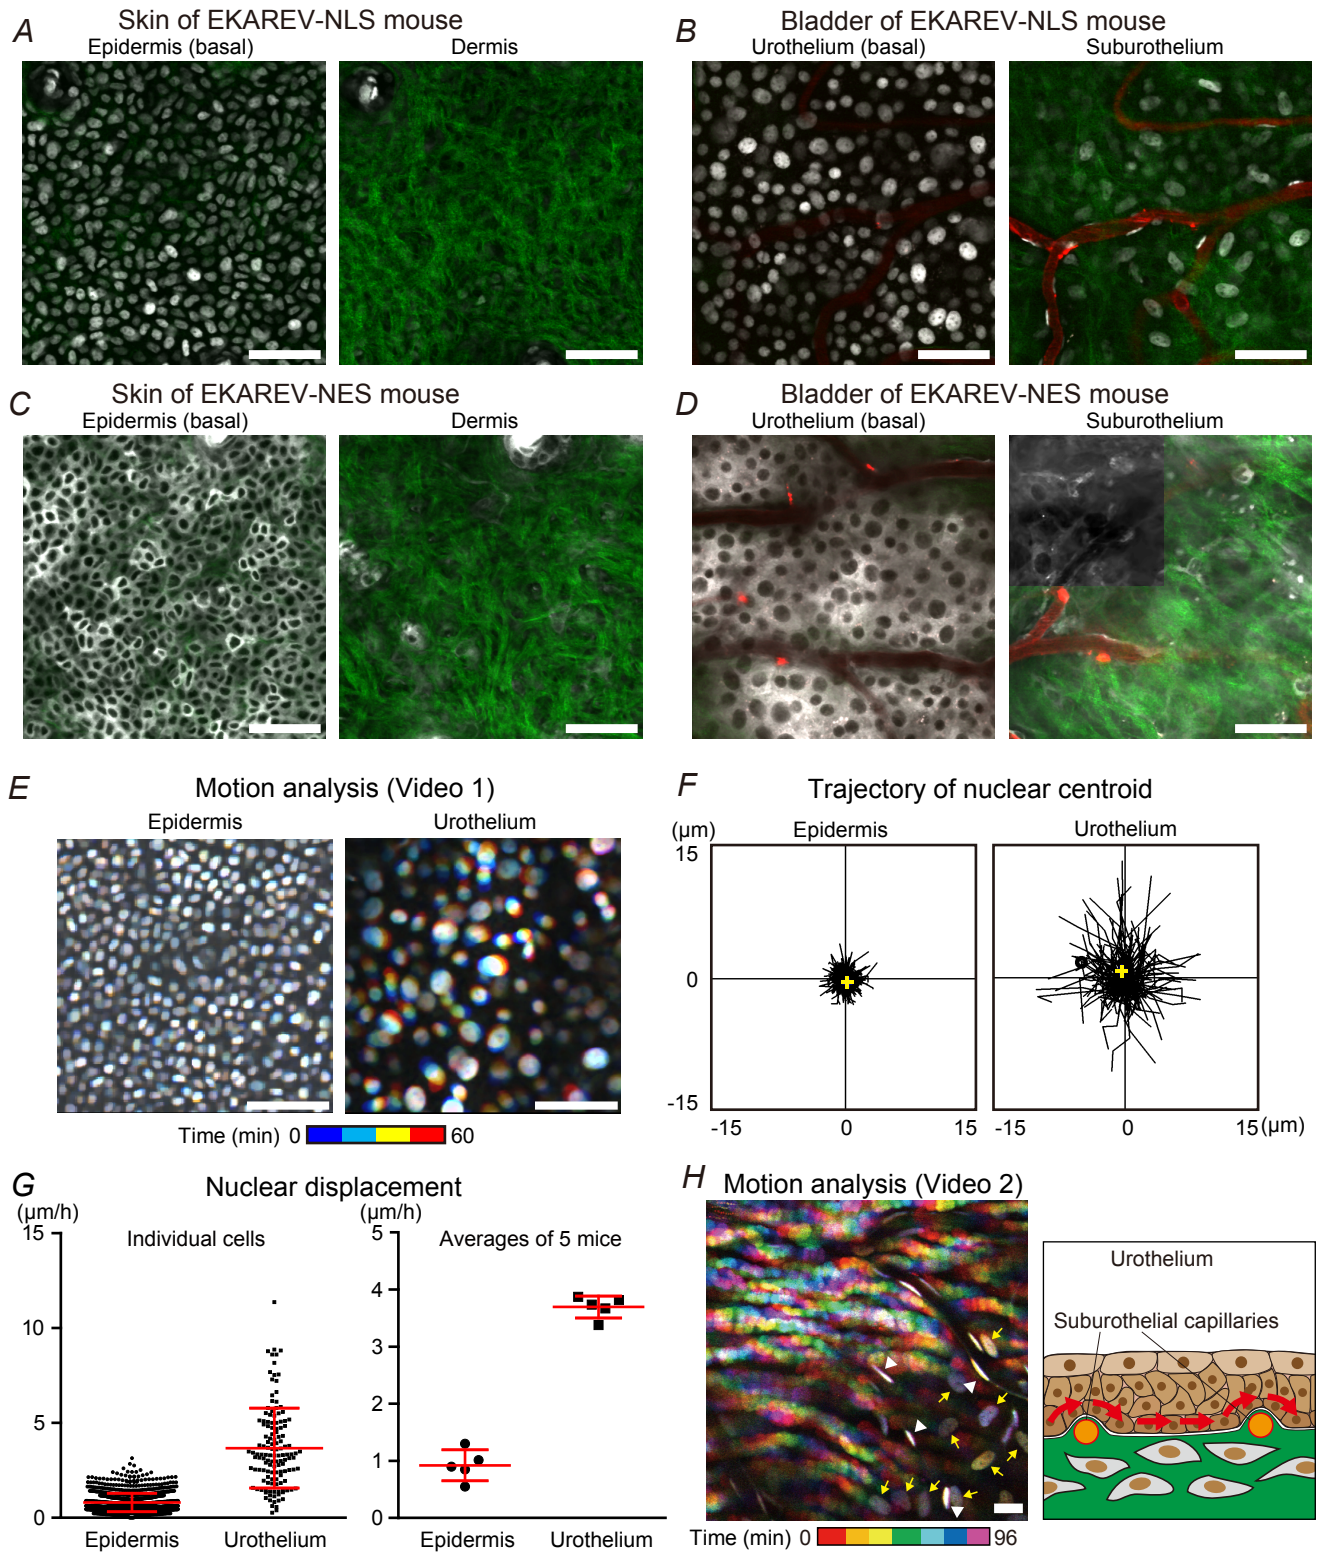 A Skin of EKAREV-NLS mouse
Epidermis (basal) Dermis
B Bladder of EKAREV-NLS mouse
Urothelium (basal) Suburothelium
C Skin of EKAREV-NES mouse
Epidermis (basal) Dermis
D Bladder of EKAREV-NES mouse
Urothelium (basal) Suburothelium
E Motion analysis (Video 1)
Epidermis Urothelium
Time (min) 0 60
F Trajectory of nuclear centroid
(µm) Epidermis Urothelium
15
0
-15
-15 0 15 -15 0 15 (µm)
G Nuclear displacement
(µm/h) (µm/h)
Individual cells Averages of 5 mice
15
10
5
0
Epidermis Urothelium
5
4
3
2
1
0
Epidermis Urothelium
H Motion analysis (Video 2)
Time (min) 0 96
Urothelium
Suburothelial capillaries